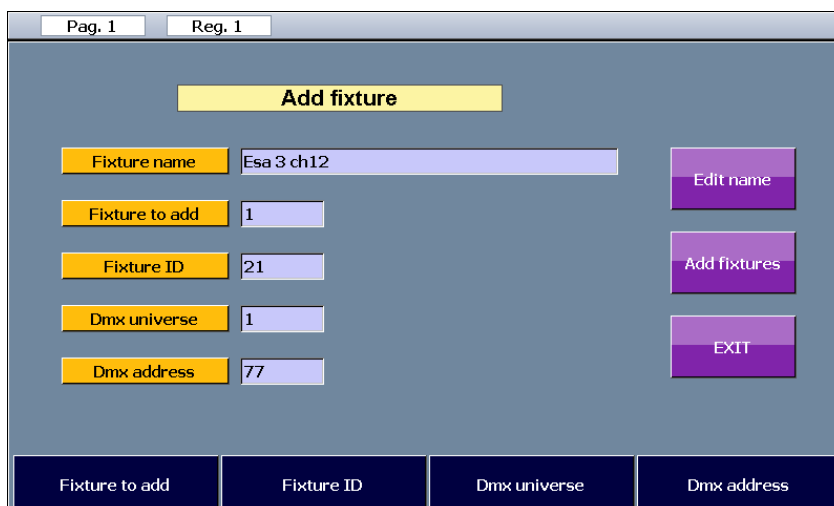 Pag. 1 Reg. 1
Add fixture
Fixture name Esa 3 ch12
Edit name
Fixture to add 1
Fixture ID 21
Add fixtures
Dmx universe 1
EXIT
Dmx address 77
Fixture to add Fixture ID Dmx universe Dmx address